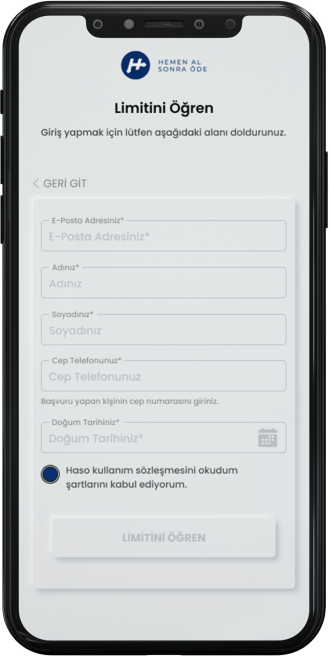 HEMEN AL
SONRA ÖDE
Limitini Öğren
Giriş yapmak için lütfen aşağıdaki alanı doldurunuz.
GERİ GİT
E-Posta Adresiniz*
E-Posta Adresiniz*
Adınız*
Adınız
Soyadınız*
Soyadınız
Cep Telefonunuz*
Cep Telefonunuz
Başvuru yapan kişinin cep numarasını giriniz.
Doğum Tarihiniz*
Doğum Tarihiniz*
Haso kullanım sözleşmesini okudum
şartlarını kabul ediyorum.
LİMİTİNİ ÖĞREN